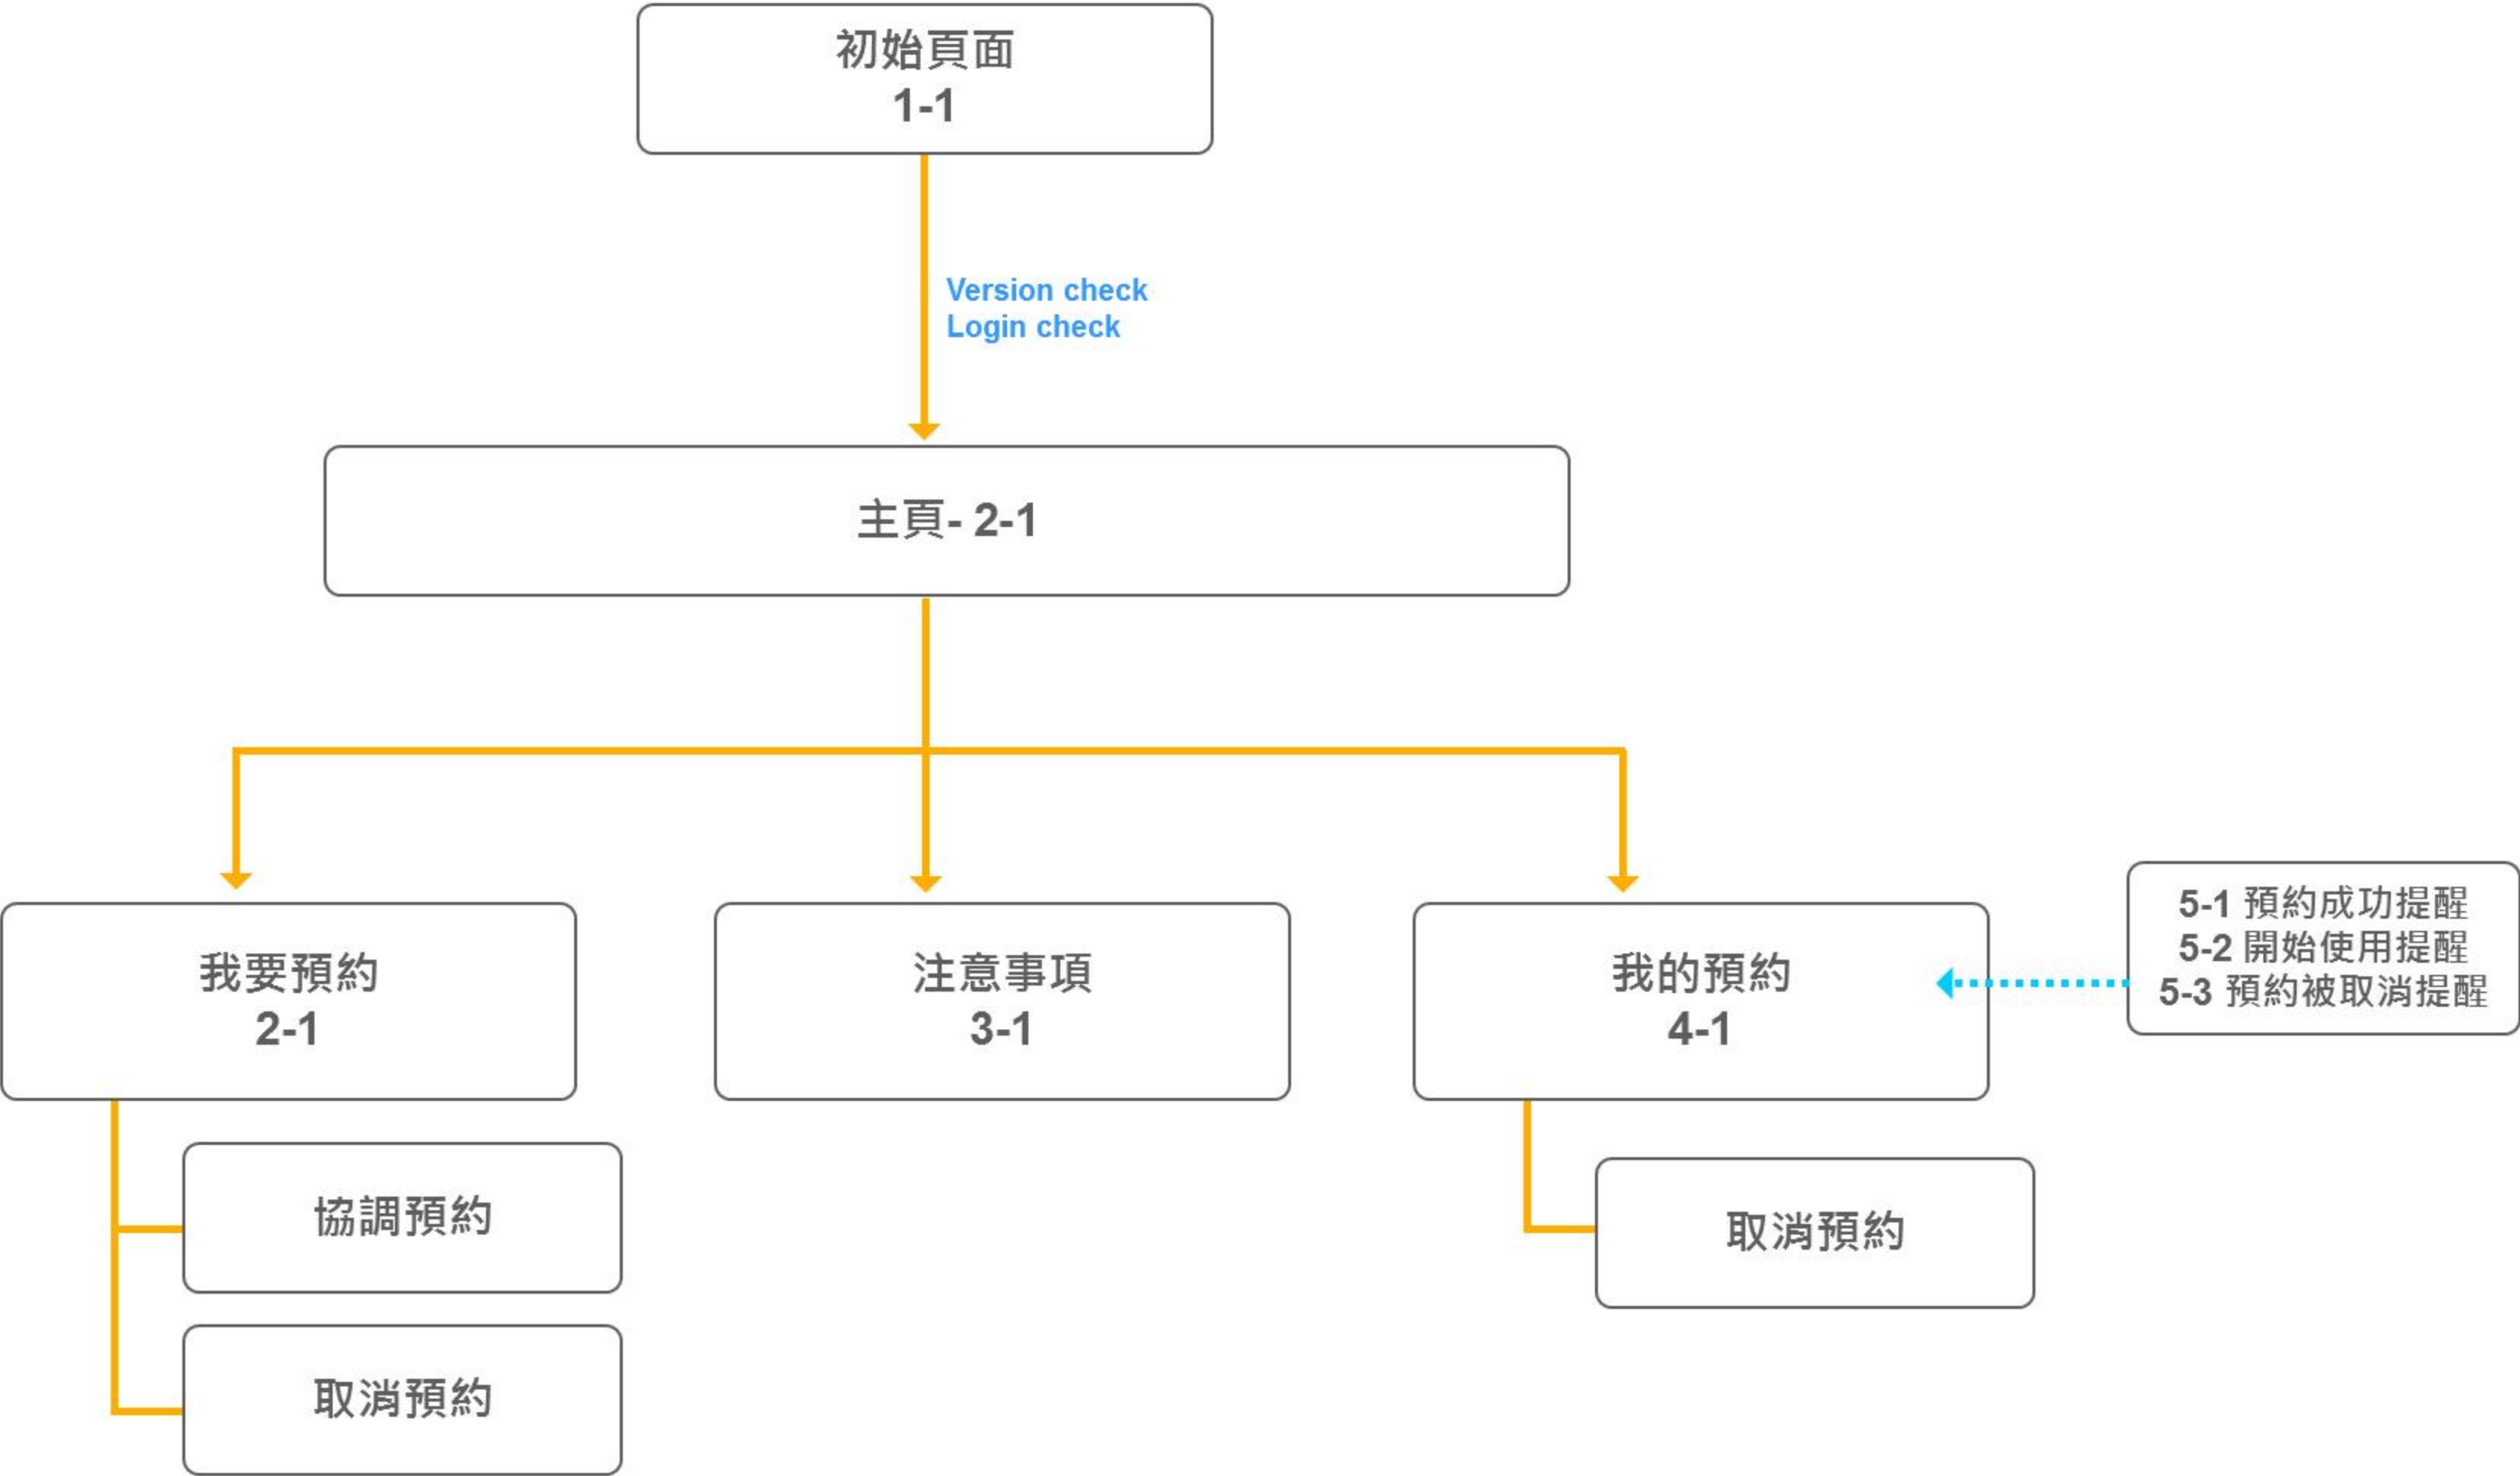 初始頁面
1-1
Version check
Login check
主頁- 2-1
我要預約
2-1
注意事項
3-1
我的預約
4-1
5-1 預約成功提醒
5-2 開始使用提醒
5-3 預約被取消提醒
協調預約
取消預約
取消預約